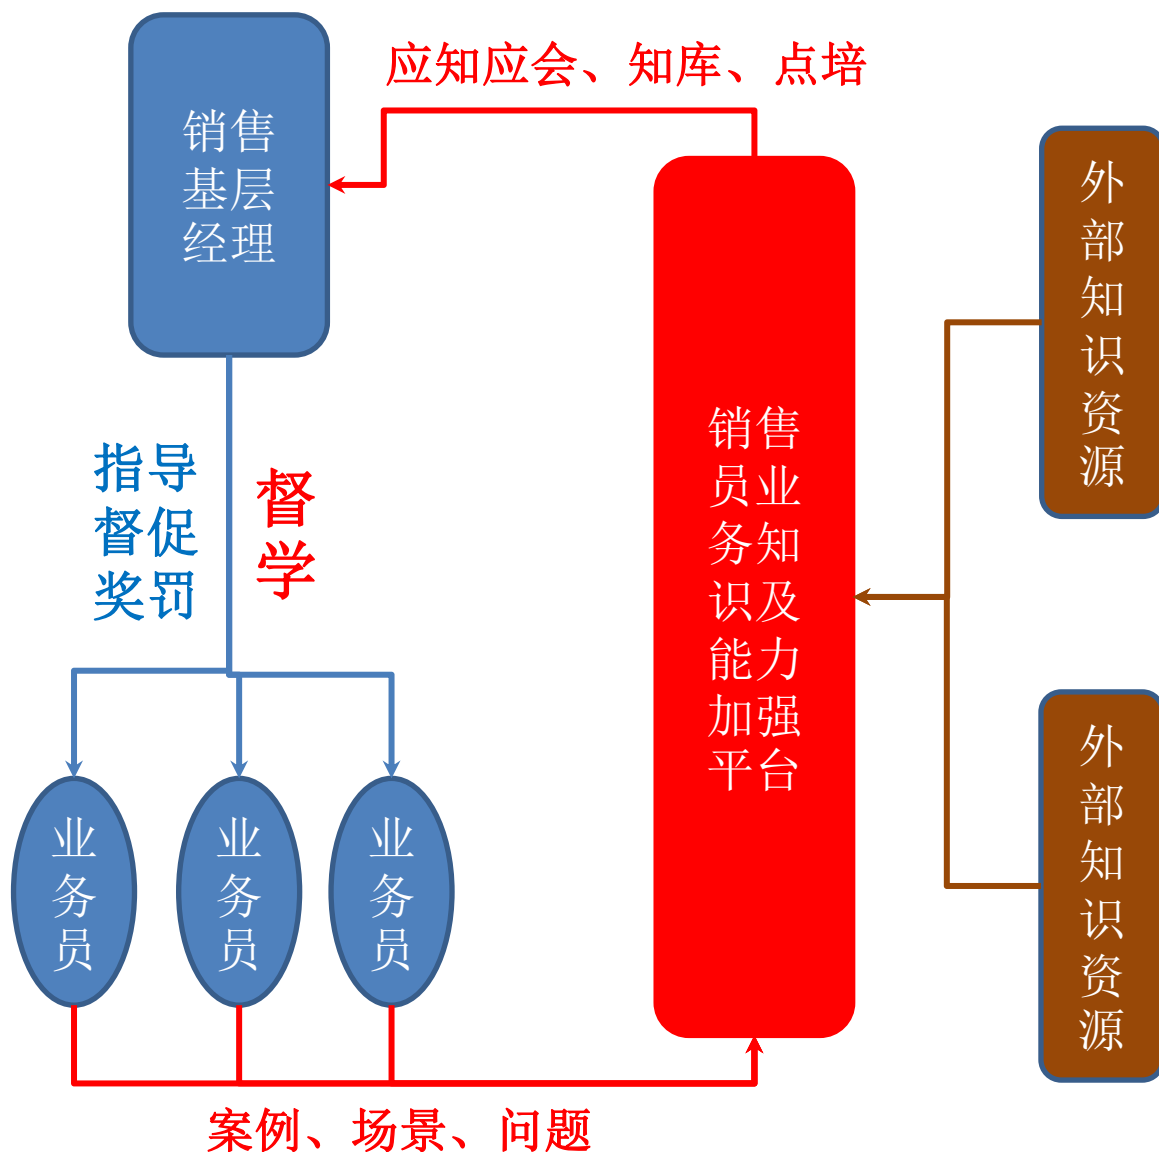 应知应会、知库、点培
销售
基层
经理
指导
督促
奖罚
督
学
业
务
员
业
务
员
业
务
员
案例、场景、问题
销售
员业
务知
识及
能力
加强
平台
外
部
知
识
资
源
外
部
知
识
资
源